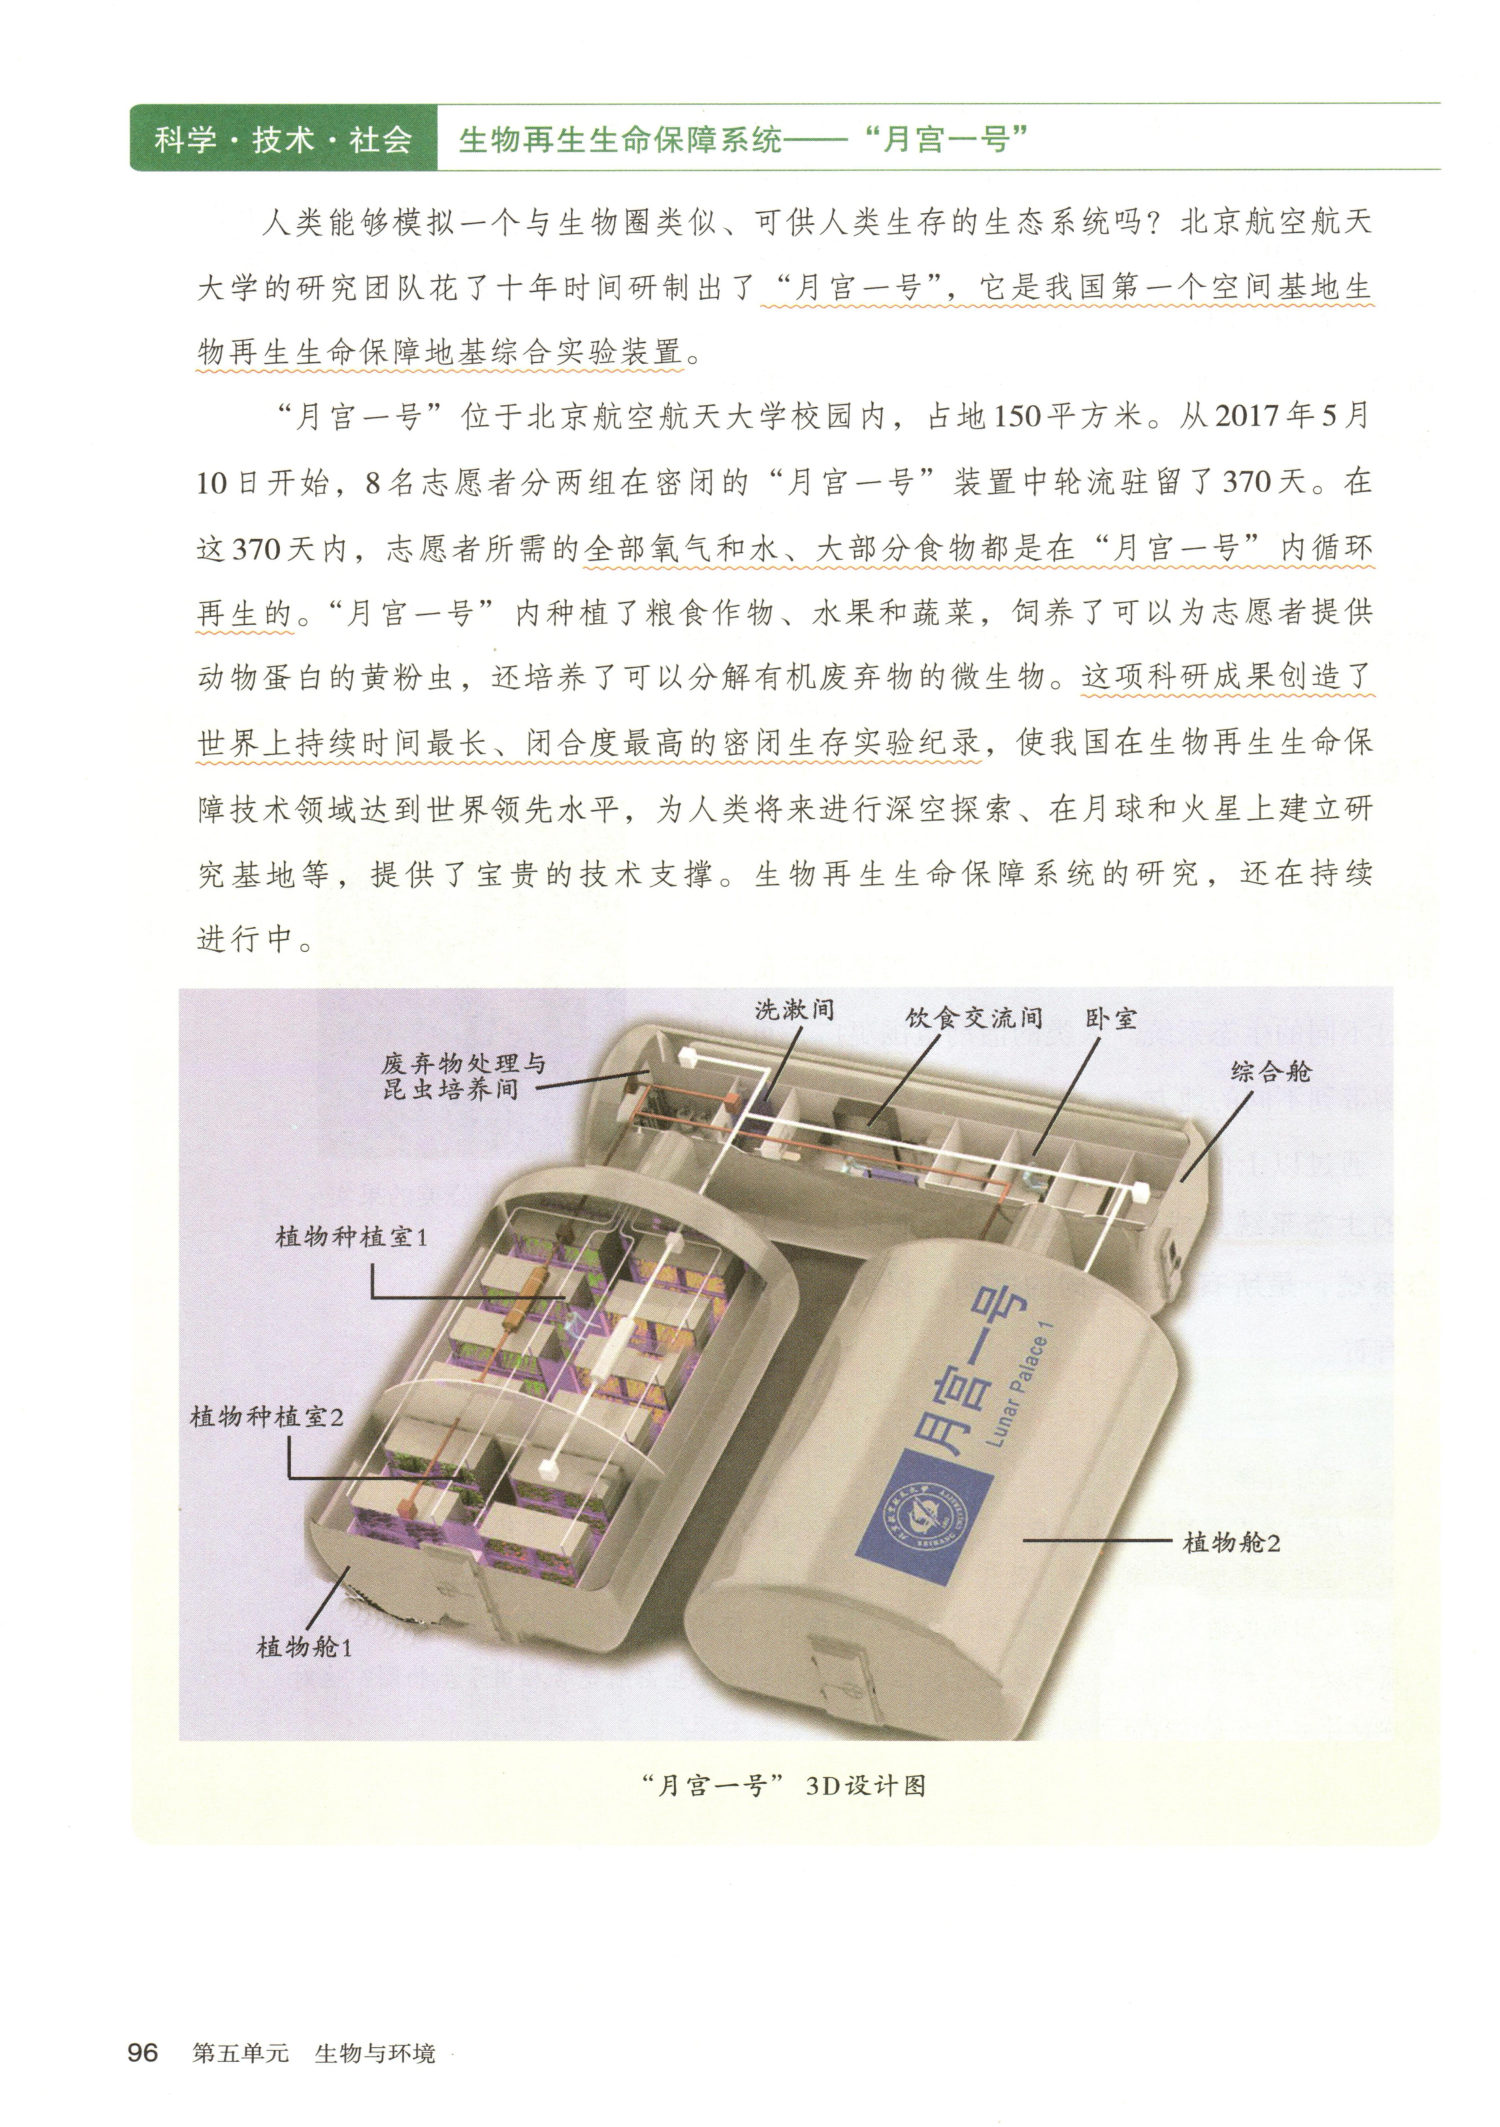 科学·技术·社会 生物再生生命保障系统——“月宫一号”
人类能够模拟一个与生物圈类似、可供人类生存的生态系统吗？北京航空航天
大学的研究团队花了十年时间研制出了“月宫一号”，它是我国第一个空间基地生
物再生生命保障地基综合实验装置。
“月宫一号”位于北京航空航天大学校园内，占地150平方米。从2017年5月
10日开始，8名志愿者分两组在密闭的“月宫一号”装置中轮流驻留了370天。在
这370天内，志愿者所需的全部氧气和水、大部分食物都是在“月宫一号”内循环
再生的。“月宫一号”内种植了粮食作物、水果和蔬菜，饲养了可以为志愿者提供
动物蛋白的黄粉虫，还培养了可以分解有机废弃物的微生物。这项科研成果创造了
世界上持续时间最长、闭合度最高的密闭生存实验纪录，使我国在生物再生生命保
障技术领域达到世界领先水平，为人类将来进行深空探索、在月球和火星上建立研
究基地等，提供了宝贵的技术支撑。生物再生生命保障系统的研究，还在持续
进行中。
洗漱间
饮食交流间
卧室
废弃物处理与
昆虫培养间
综合舱
植物种植室1
月宫一号
Lunar Palace 1
植物种植室2
植物舱2
植物舱1
“月宫一号” 3D设计图
96 第五单元 生物与环境